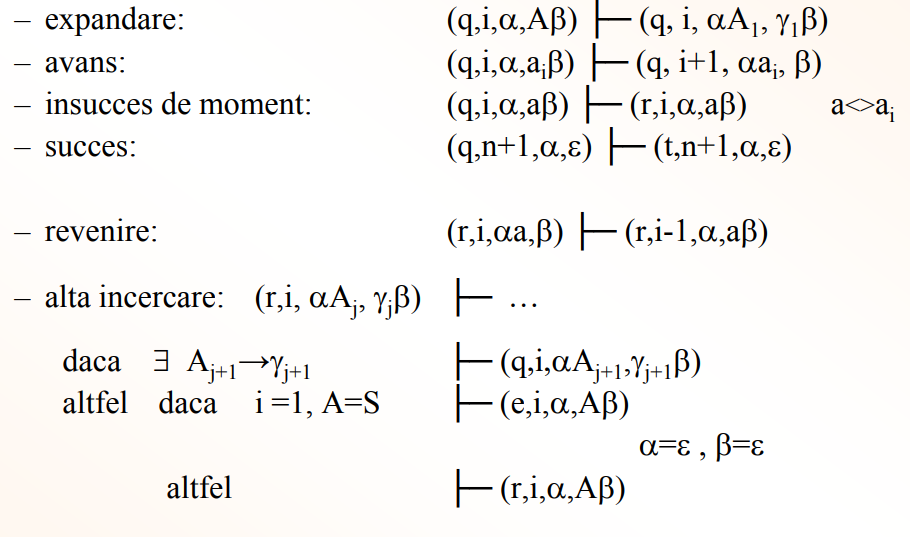 – expandare: (q,i,α,Aβ) ├─ (q, i, αA₁, γ₁β)
– avans: (q,i,α,aᵢβ) ├─ (q, i+1, αaᵢ, β)
– insucces de moment: (q,i,α,aβ) ├─ (r,i,α,aβ) a<>aᵢ
– succes: (q,n+1,α,ε) ├─ (t,n+1,α,ε)
– revenire: (r,i,αa,β) ├─ (r,i-1,α,aβ)
– alta incercare: (r,i, αAⱼ, γⱼβ) ├─ …
daca ∃ Aⱼ₊₁→γⱼ₊₁ ├─ (q,i,αAⱼ₊₁,γⱼ₊₁β)
altfel daca i =1, A=S ├─ (e,i,α,Aβ)
α=ε , β=ε
altfel ├─ (r,i,α,Aβ)